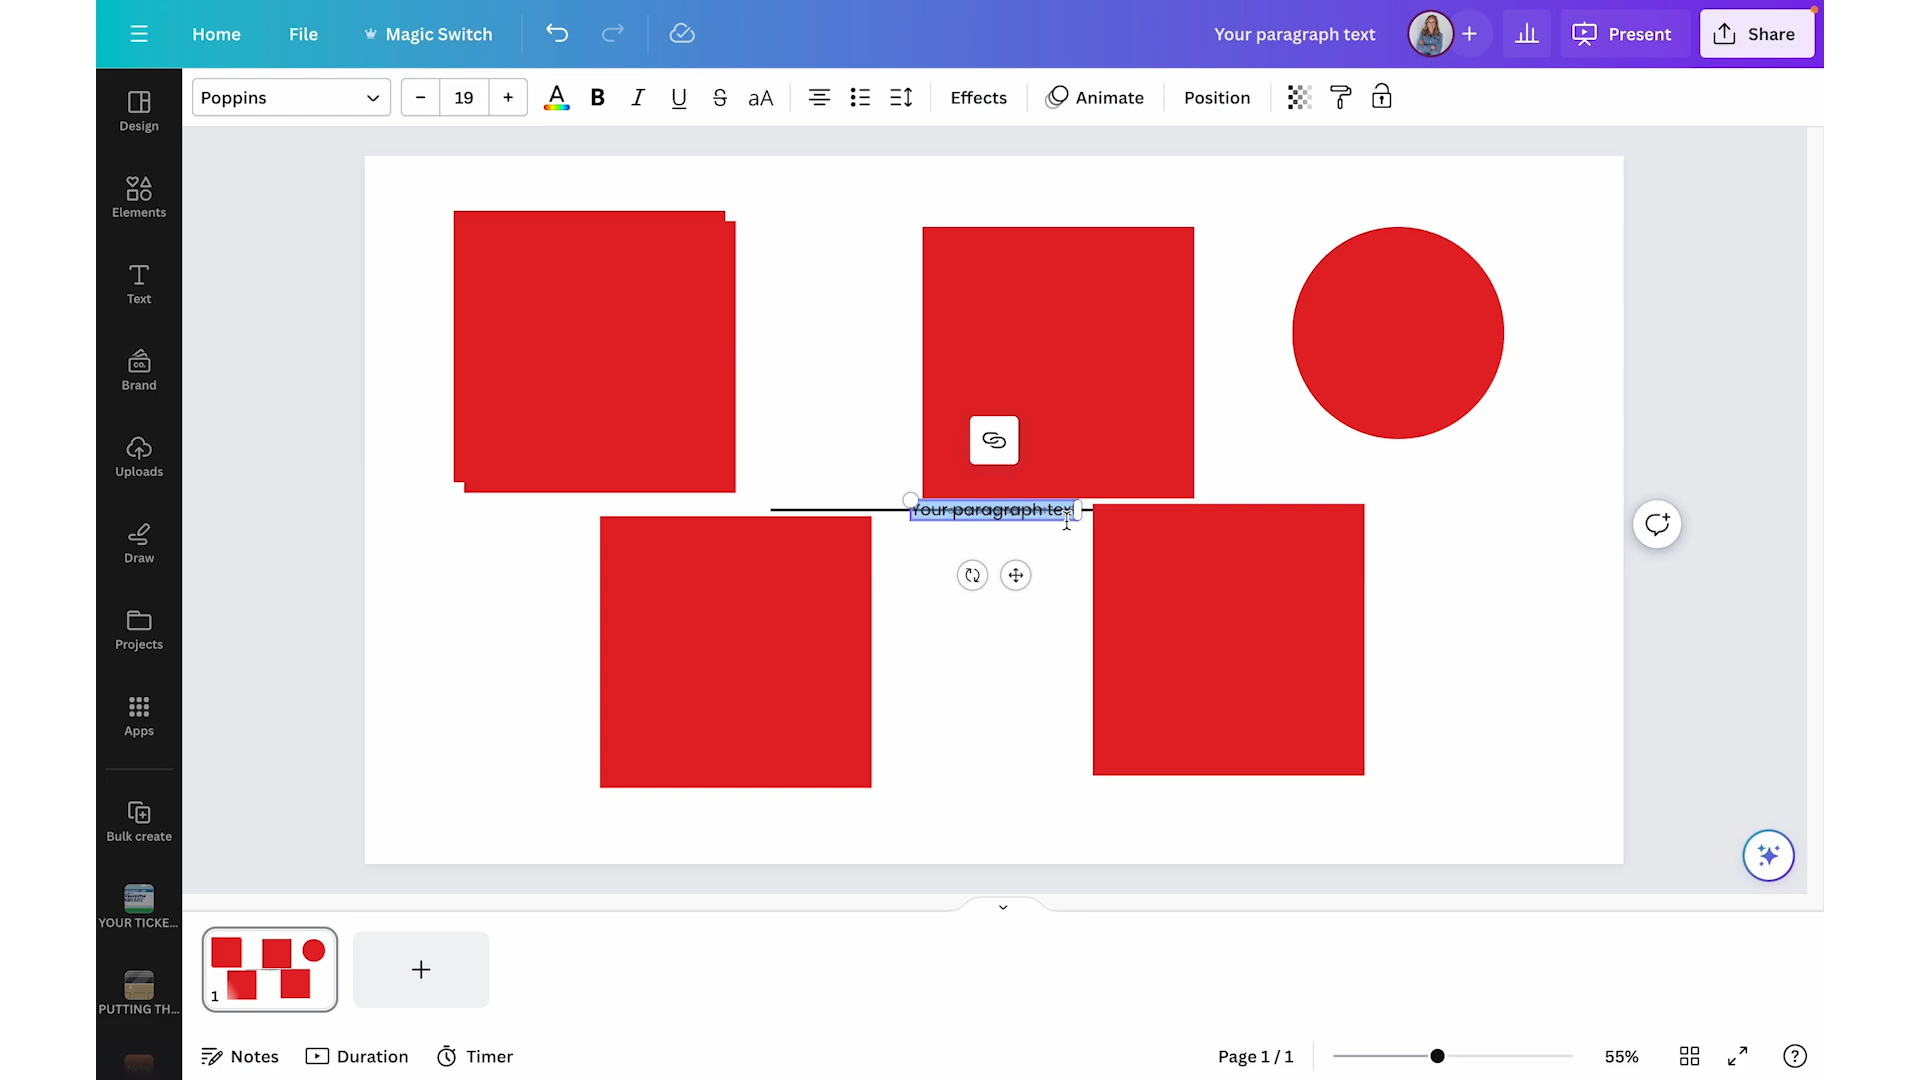 Home File Magic Switch Your paragraph text Present Share
Poppins 19 B I U S aA Effects Animate Position
Design
Elements
Text
CO.
Brand
Uploads
Draw
Projects
Apps
Bulk create
YOUR TICKE...
PUTTING TH...
Your paragraph text
1
Notes Duration Timer Page 1 / 1 55%